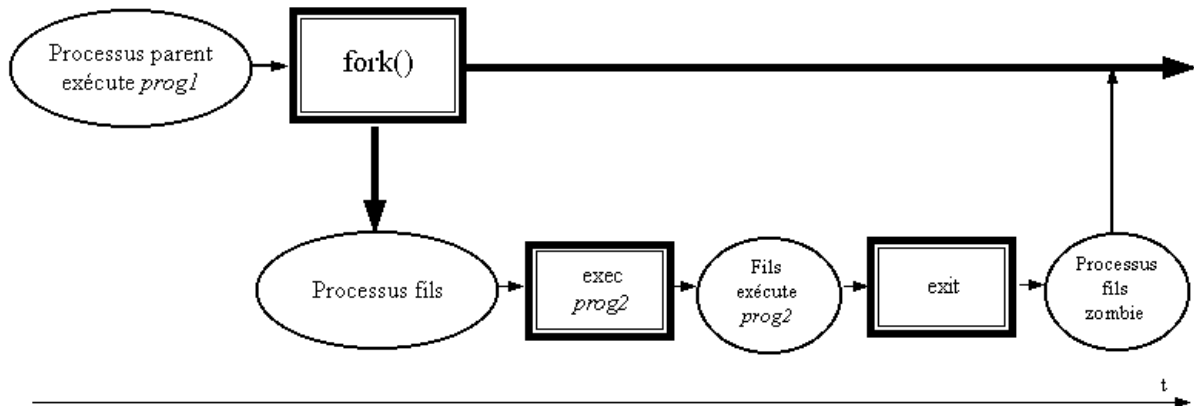 Processus parent
exécute prog1
fork()
Processus fils
exec
prog2
Fils
exécute
prog2
exit
Processus
fils
zombie
t